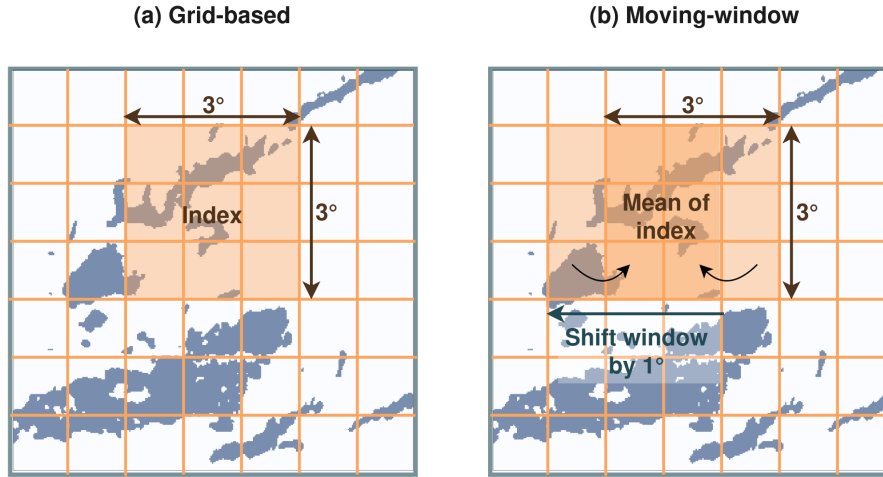 (a) Grid-based
(b) Moving-window
3°
3°
Index
3°
3°
Mean of
index
Shift window
by 1°